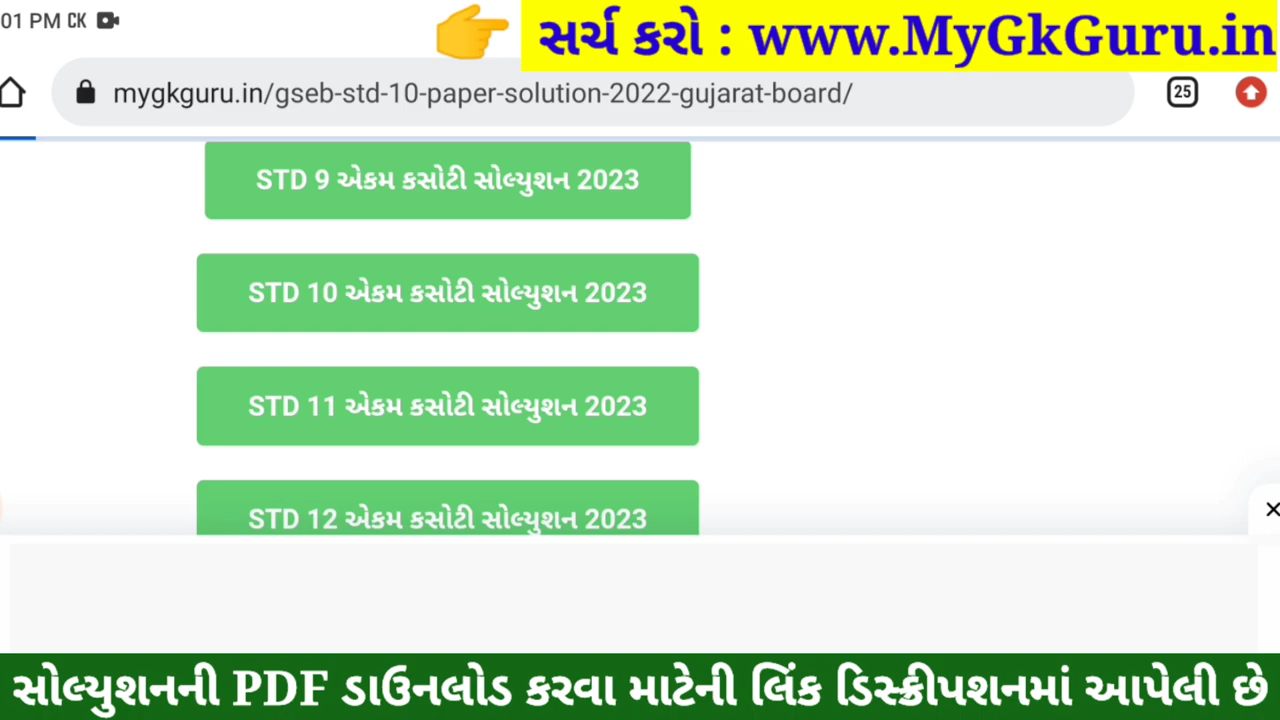 01 PM CK
સર્ચ કરો : www.MyGkGuru.in
mygkguru.in/gseb-std-10-paper-solution-2022-gujarat-board/
25
STD 9 એકમ કસોટી સોલ્યુશન 2023
STD 10 એકમ કસોટી સોલ્યુશન 2023
STD 11 એકમ કસોટી સોલ્યુશન 2023
STD 12 એકમ કસોટી સોલ્યુશન 2023
સોલ્યુશનની PDF ડાઉનલોડ કરવા માટેની લિંક ડિસ્ક્રીપશનમાં આપેલી છે